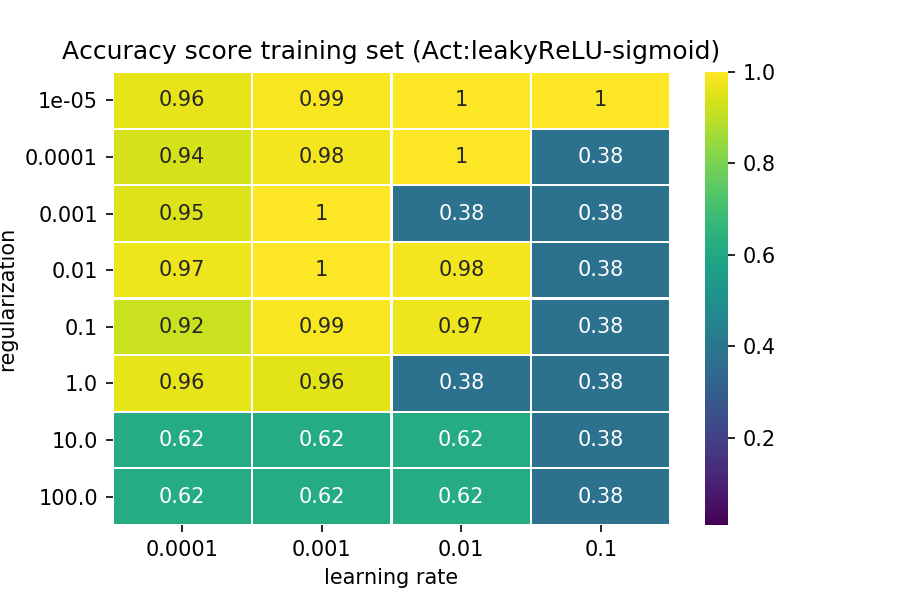 Accuracy score training set (Act:leakyReLU-sigmoid)
1e-05 0.96 0.99 1 1
0.0001 0.94 0.98 1 0.38
0.001 0.95 1 0.38 0.38
0.01 0.97 1 0.98 0.38
0.1 0.92 0.99 0.97 0.38
1.0 0.96 0.96 0.38 0.38
10.0 0.62 0.62 0.62 0.38
100.0 0.62 0.62 0.62 0.38
0.0001 0.001 0.01 0.1
learning rate
regularization
1.0
0.8
0.6
0.4
0.2